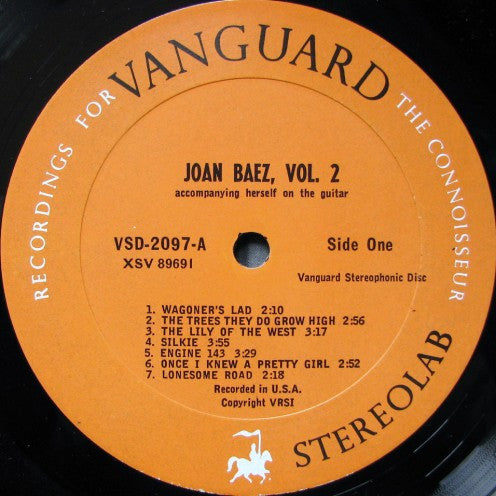 RECORDINGS FOR VANGUARD THE CONNOISSEUR
JOAN BAEZ, VOL. 2
accompanying herself on the guitar
VSD-2097-A
XSV 89691
Side One
Vanguard Stereophonic Disc
1. WAGONER'S LAD 2:10
2. THE TREES THEY DO GROW HIGH 2:56
3. THE LILY OF THE WEST 3:17
4. SILKIE 3:55
5. ENGINE 143 3:29
6. ONCE I KNEW A PRETTY GIRL 2:52
7. LONESOME ROAD 2:18
Recorded in U.S.A.
Copyright VRSI
STEREOLAB